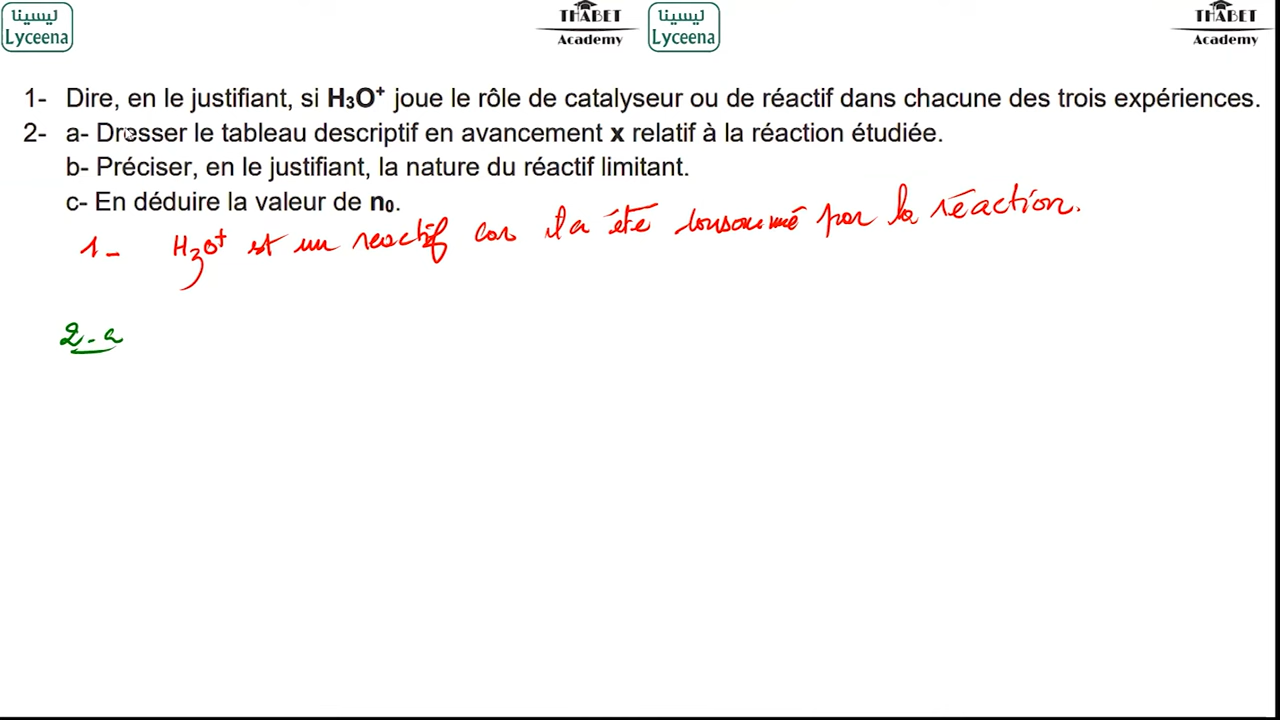 ليسينا
Lyceena
THABET
Academy
ليسينا
Lyceena
THABET
Academy
1- Dire, en le justifiant, si H₃O⁺ joue le rôle de catalyseur ou de réactif dans chacune des trois expériences.
2- a- Dresser le tableau descriptif en avancement x relatif à la réaction étudiée.
b- Préciser, en le justifiant, la nature du réactif limitant.
c- En déduire la valeur de n₀.
1- H₃O⁺ est un reactif car il a été consommé par la réaction.
2-a